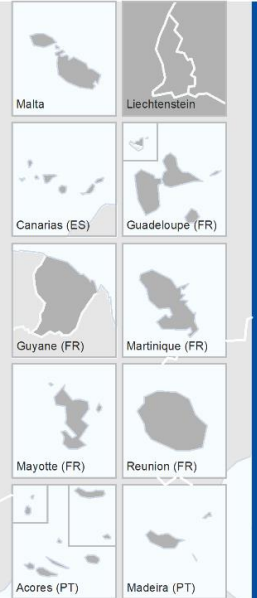 Malta
Liechtenstein
Canarias (ES)
Guadeloupe (FR)
Guyane (FR)
Martinique (FR)
Mayotte (FR)
Reunion (FR)
Acores (PT)
Madeira (PT)